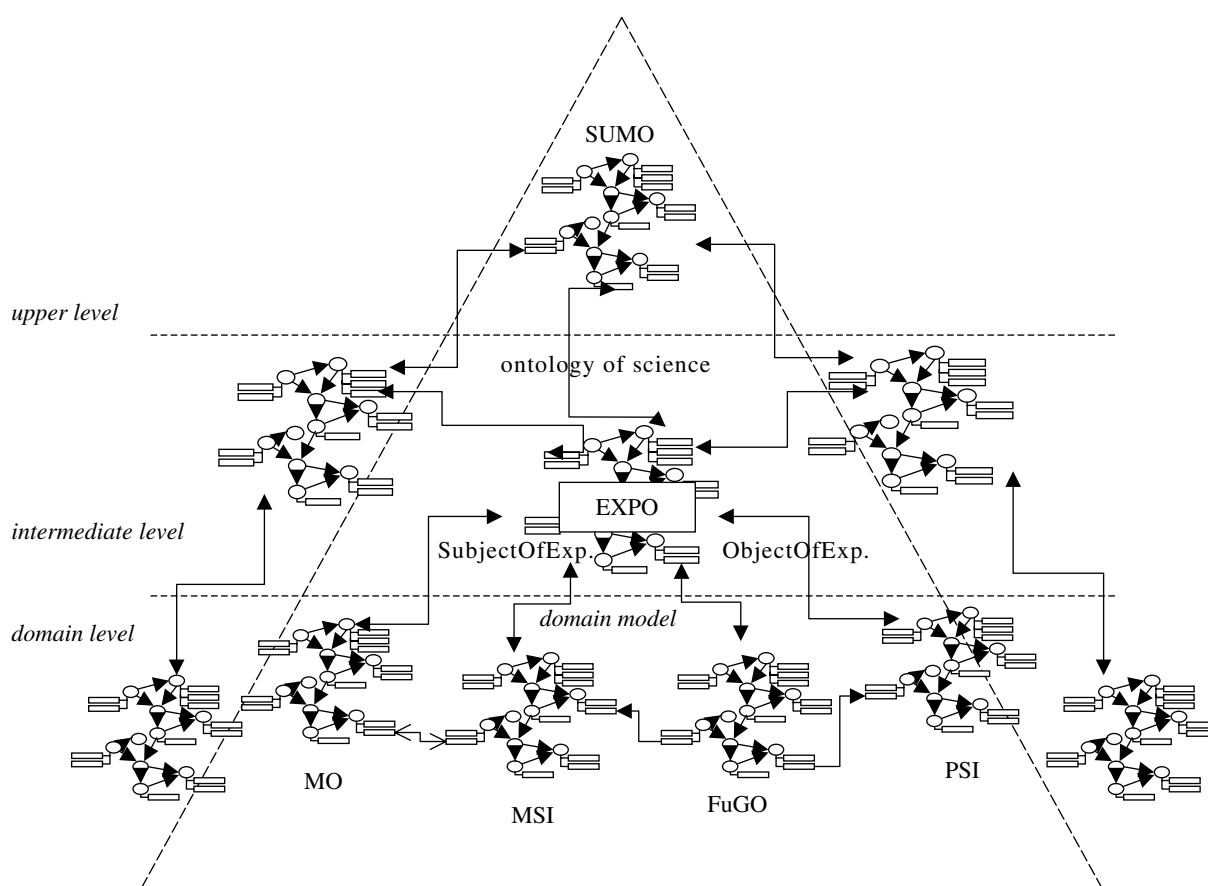 SUMO
upper level
ontology of science
EXPO
intermediate level
SubjectOfExp.
ObjectOfExp.
domain level
domain model
MO
MSI
FuGO
PSI